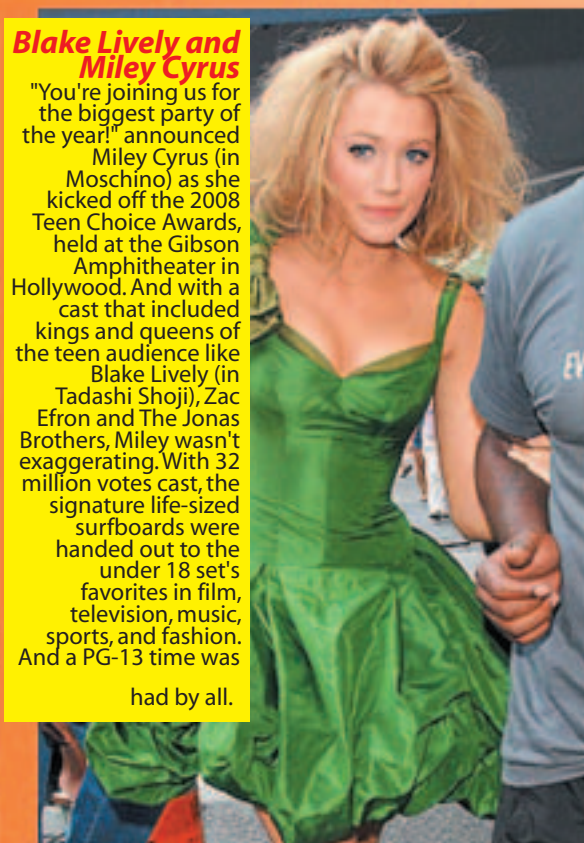 Blake Lively and
Miley Cyrus
"You're joining us for
the biggest party of
the year!" announced
Miley Cyrus (in
Moschino) as she
kicked off the 2008
Teen Choice Awards,
held at the Gibson
Amphitheater in
Hollywood. And with a
cast that included
kings and queens of
the teen audience like
Blake Lively (in
Tadashi Shoji), Zac
Efron and The Jonas
Brothers, Miley wasn't
exaggerating. With 32
million votes cast, the
signature life-sized
surfboards were
handed out to the
under 18 set's
favorites in film,
television, music,
sports, and fashion.
And a PG-13 time was
had by all.